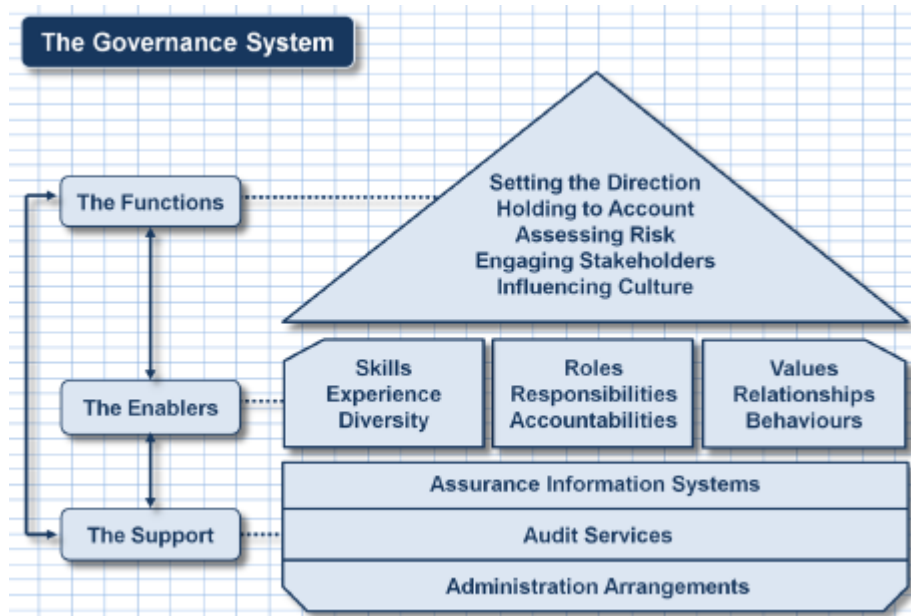 The Governance System
The Functions
Setting the Direction
Holding to Account
Assessing Risk
Engaging Stakeholders
Influencing Culture
The Enablers
Skills
Experience
Diversity
Roles
Responsibilities
Accountabilities
Values
Relationships
Behaviours
The Support
Assurance Information Systems
Audit Services
Administration Arrangements